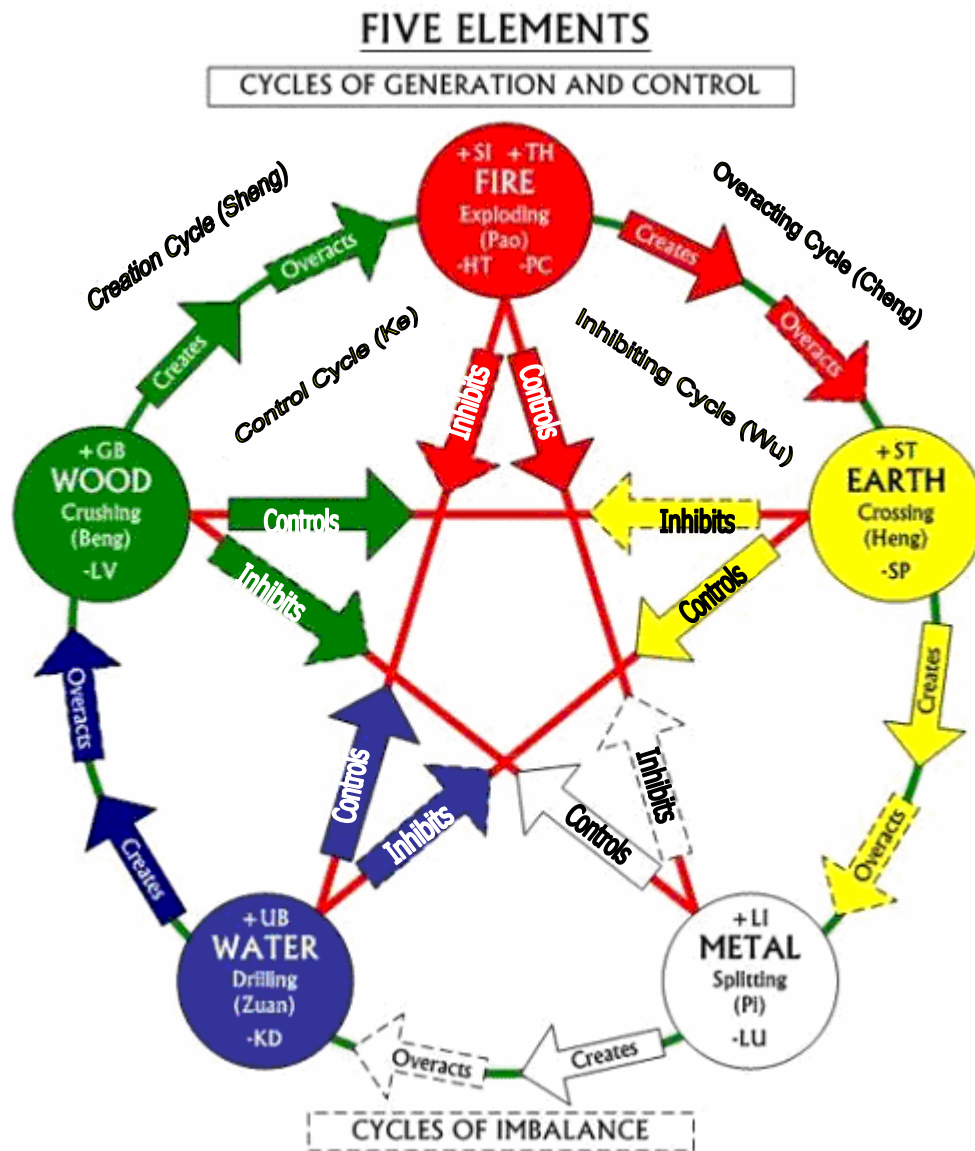 FIVE ELEMENTS
CYCLES OF GENERATION AND CONTROL
Creation Cycle (Sheng)
Overacting Cycle (Cheng)
Control Cycle (Ke)
Inhibiting Cycle (Wu)
+SI +TH
FIRE
Exploding
(Pao)
-HT -PC
Creates
Overacts
Inhibits
Controls
Overacts
Creates
+GB
WOOD
Crushing
(Beng)
-LV
Controls
Inhibits
+ST
EARTH
Crossing
(Heng)
-SP
Inhibits
Controls
Creates
Overacts
Overacts
Creates
Controls
Inhibits
Inhibits
Controls
+UB
WATER
Drilling
(Zuan)
-KD
+LI
METAL
Splitting
(Pi)
-LU
Overacts
Creates
CYCLES OF IMBALANCE